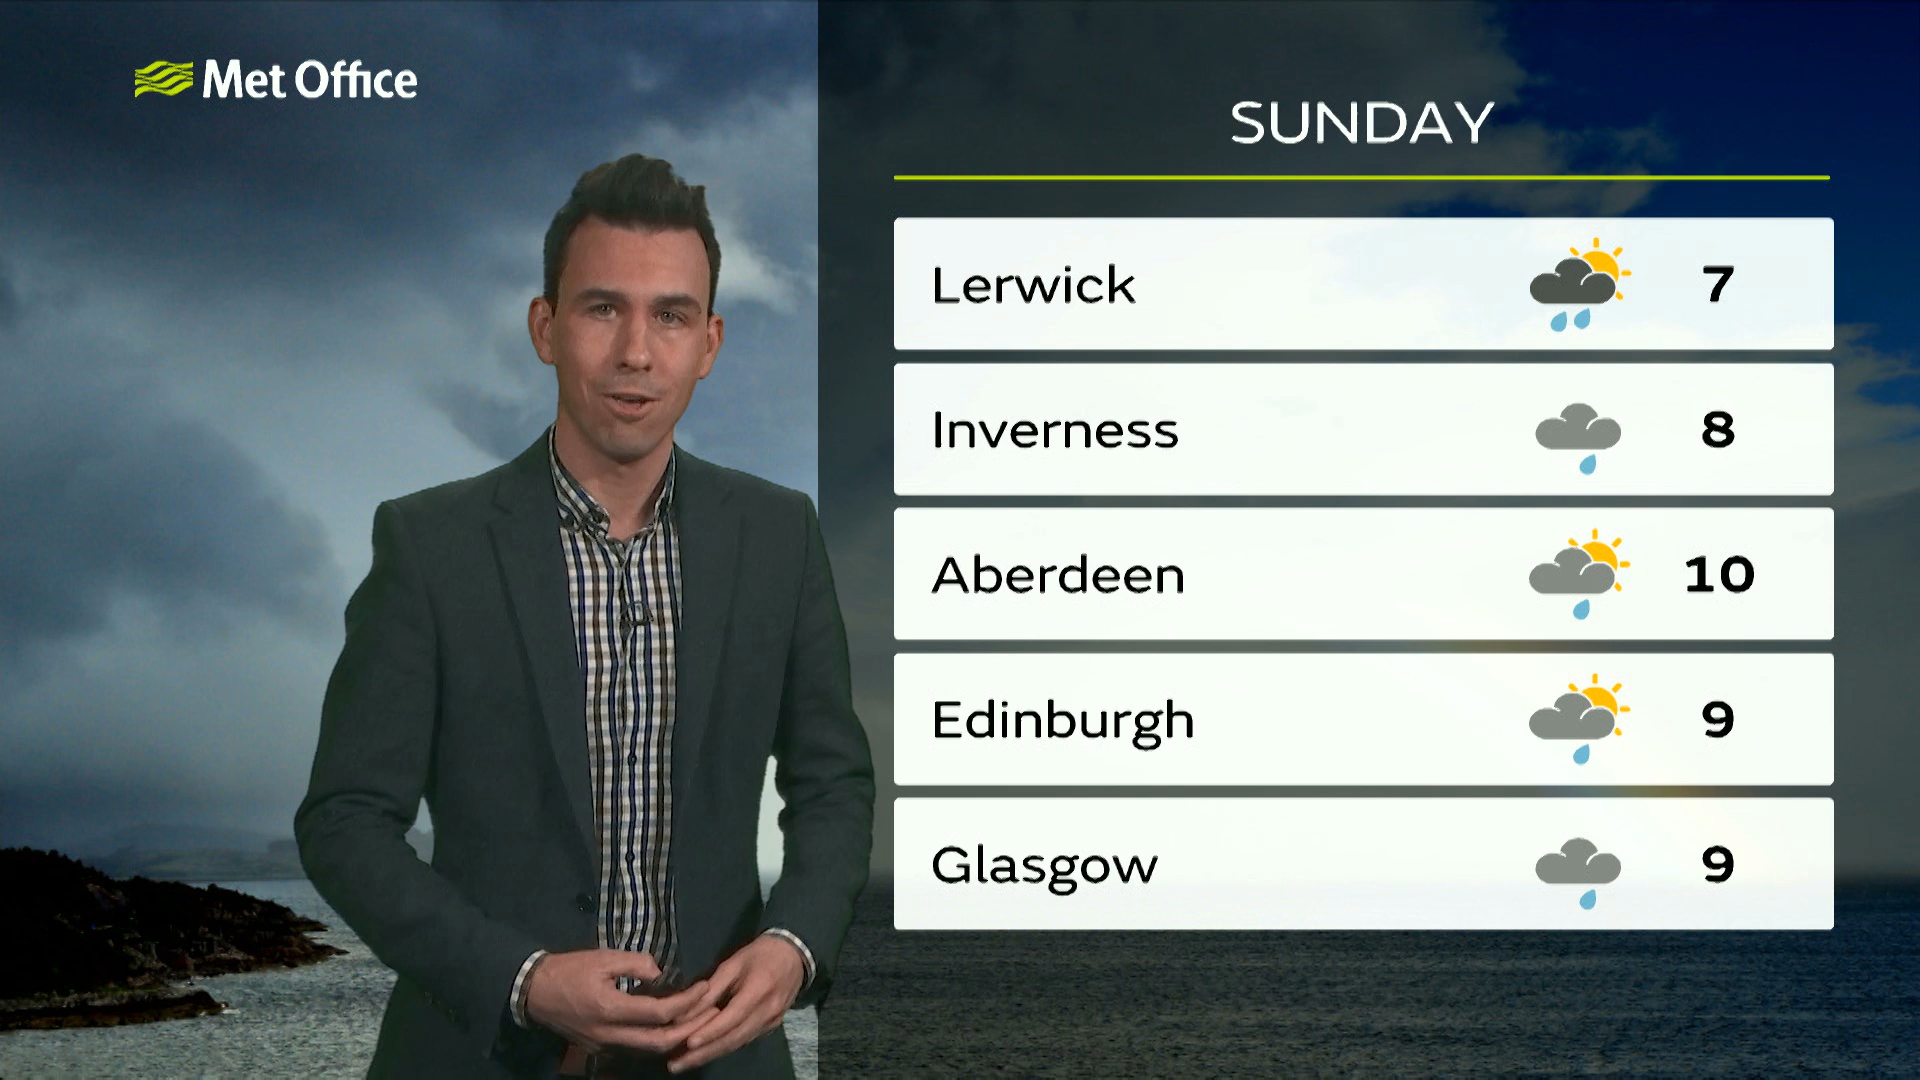 Met Office
SUNDAY
Lerwick 7
Inverness 8
Aberdeen 10
Edinburgh 9
Glasgow 9